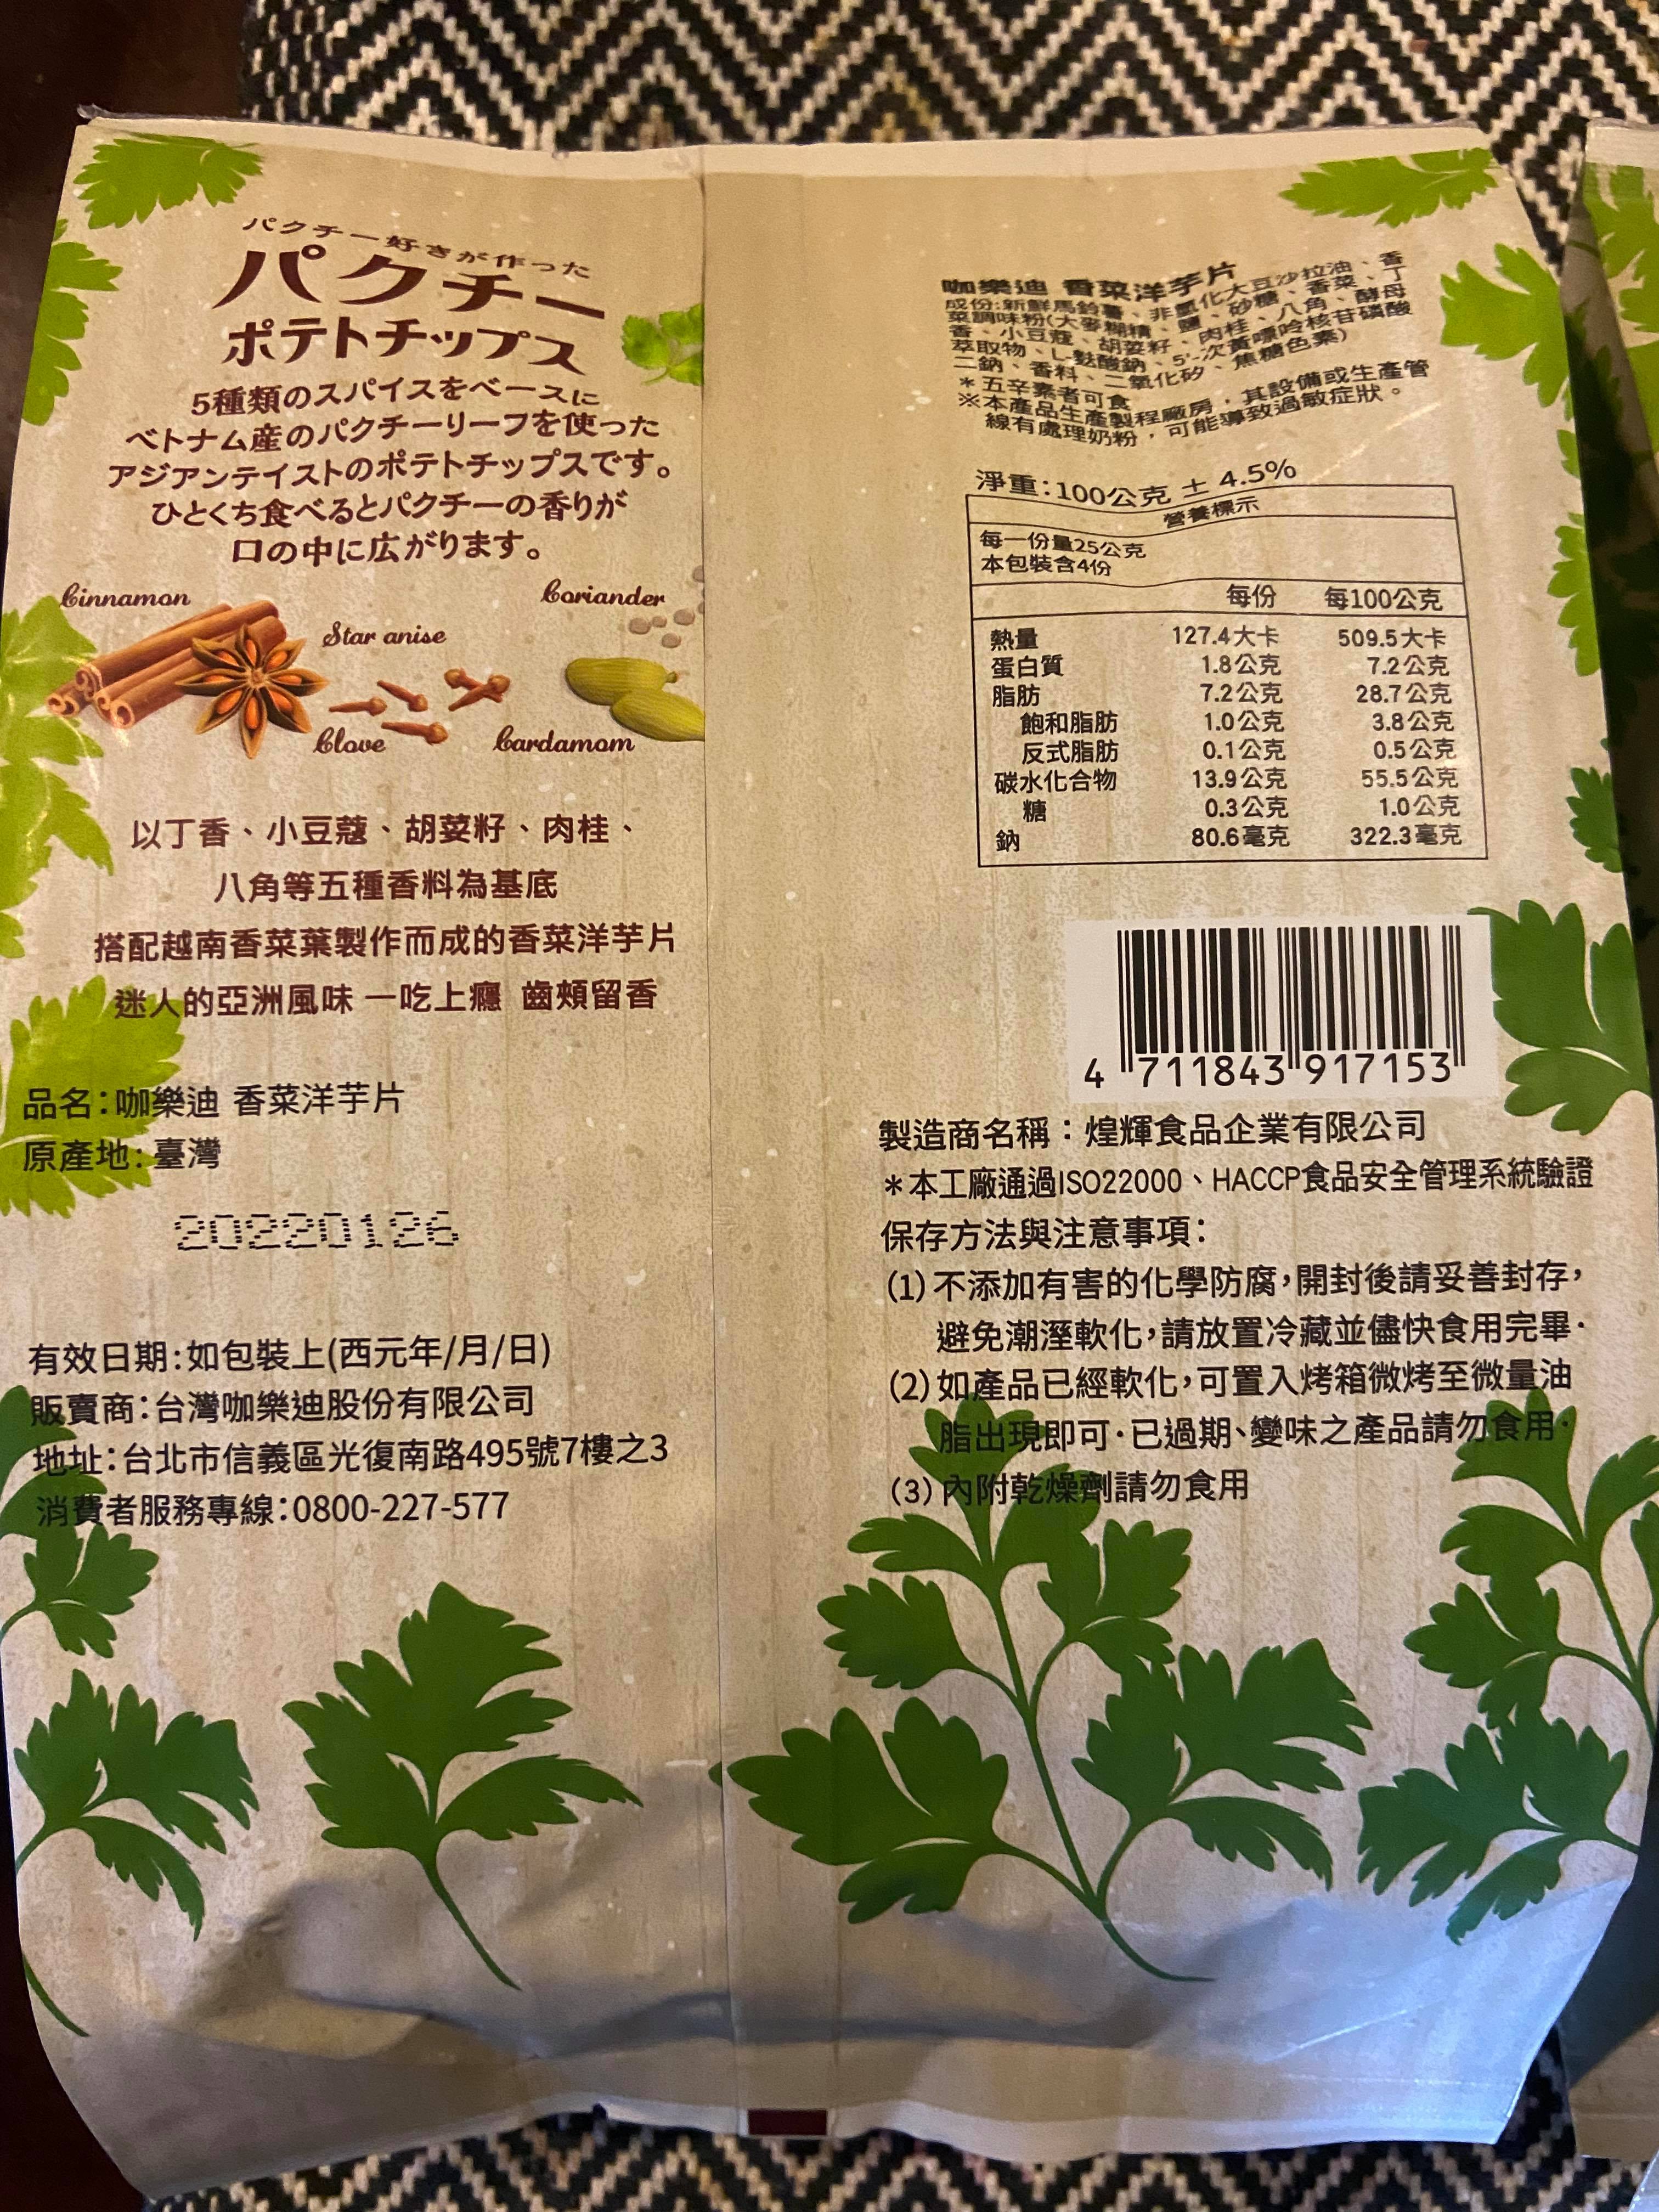 パクチー好きが作った
パクチー
ポテトチップス
5種類のスパイスをベースに
ベトナム産のパクチーリーフを使った
アジアンテイストのポテトチップスです。
ひとくち食べるとパクチーの香りが
口の中に広がります。
Cinnamon
Coriander
Star anise
Clove
Cardamom
以丁香、小豆蔻、胡荽籽、肉桂、
八角等五種香料為基底
搭配越南香菜葉製作而成的香菜洋芋片
迷人的亞洲風味 一吃上癮 齒頰留香
品名:咖樂迪 香菜洋芋片
原產地:臺灣
20220126
有效日期:如包裝上(西元年/月/日)
販賣商:台灣咖樂迪股份有限公司
地址:台北市信義區光復南路495號7樓之3
消費者服務專線:0800-227-577
咖樂迪 香菜洋芋片
成份:新鮮馬鈴薯、非氫化大豆沙拉油、香
菜調味粉(大麥糊精、鹽、砂糖、香菜、丁
香、小豆蔻、胡荽籽、肉桂、八角、酵母
萃取物、L-麩酸鈉、5'-次黃嘌呤核苷磷酸
二鈉、香料、二氧化矽、焦糖色素)
＊五辛素者可食
※本產品生產製程廠房，其設備或生產管
線有處理奶粉，可能導致過敏症狀。
淨重:100公克±4.5%
營養標示
每一份量25公克
本包裝含4份
每份 每100公克
熱量 127.4大卡 509.5大卡
蛋白質 1.8公克 7.2公克
脂肪 7.2公克 28.7公克
飽和脂肪 1.0公克 3.8公克
反式脂肪 0.1公克 0.5公克
碳水化合物 13.9公克 55.5公克
糖 0.3公克 1.0公克
鈉 80.6毫克 322.3毫克
4 711843 917153
製造商名稱：煌輝食品企業有限公司
＊本工廠通過ISO22000、HACCP食品安全管理系統驗證
保存方法與注意事項:
(1)不添加有害的化學防腐,開封後請妥善封存,
避免潮溼軟化,請放置冷藏並儘快食用完畢·
(2)如產品已經軟化,可置入烤箱微烤至微量油
脂出現即可·已過期、變味之產品請勿食用·
(3)內附乾燥劑請勿食用